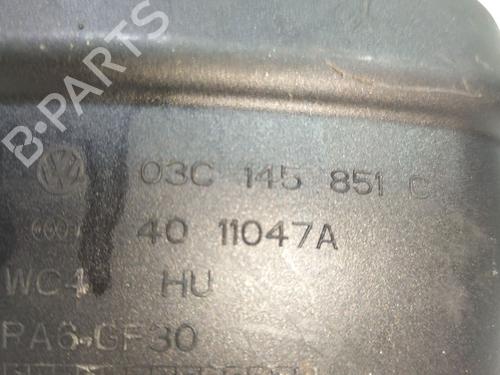 B-PARTS
03C 145 851 C
40 11047A
WC4 HU
PA6-GF30